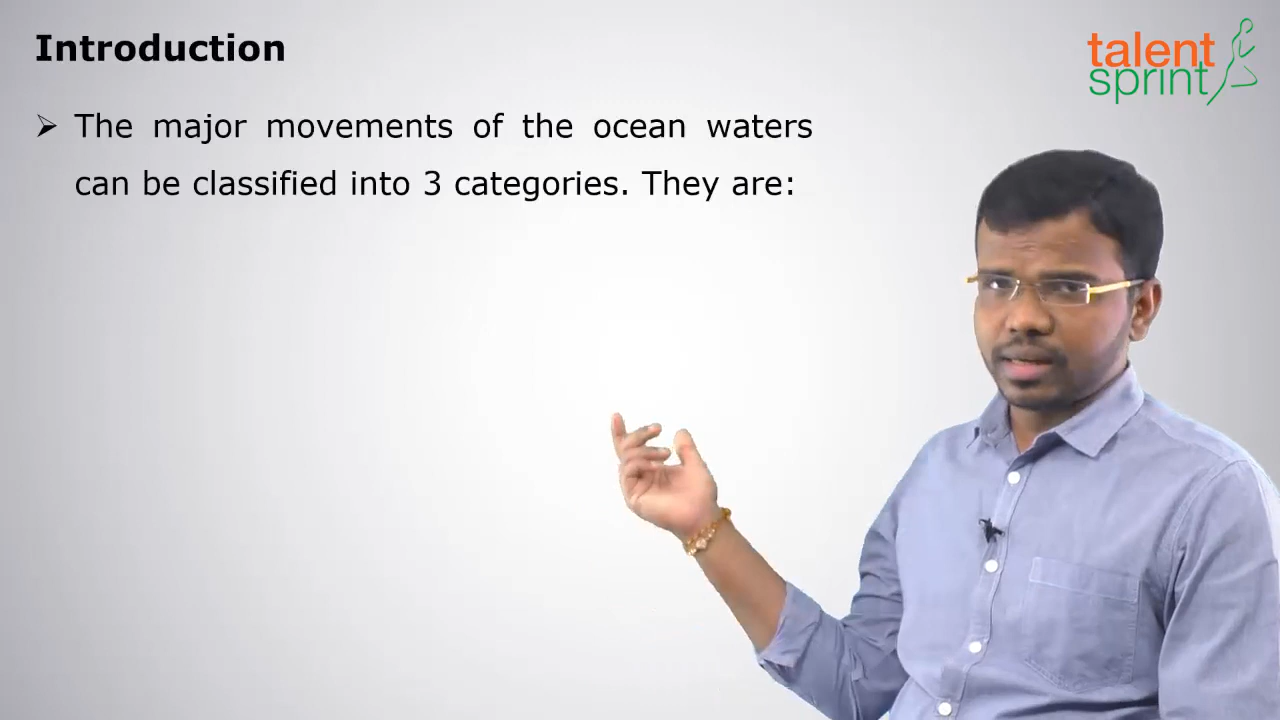 Introduction
talent
sprint
➢ The major movements of the ocean waters
can be classified into 3 categories. They are: